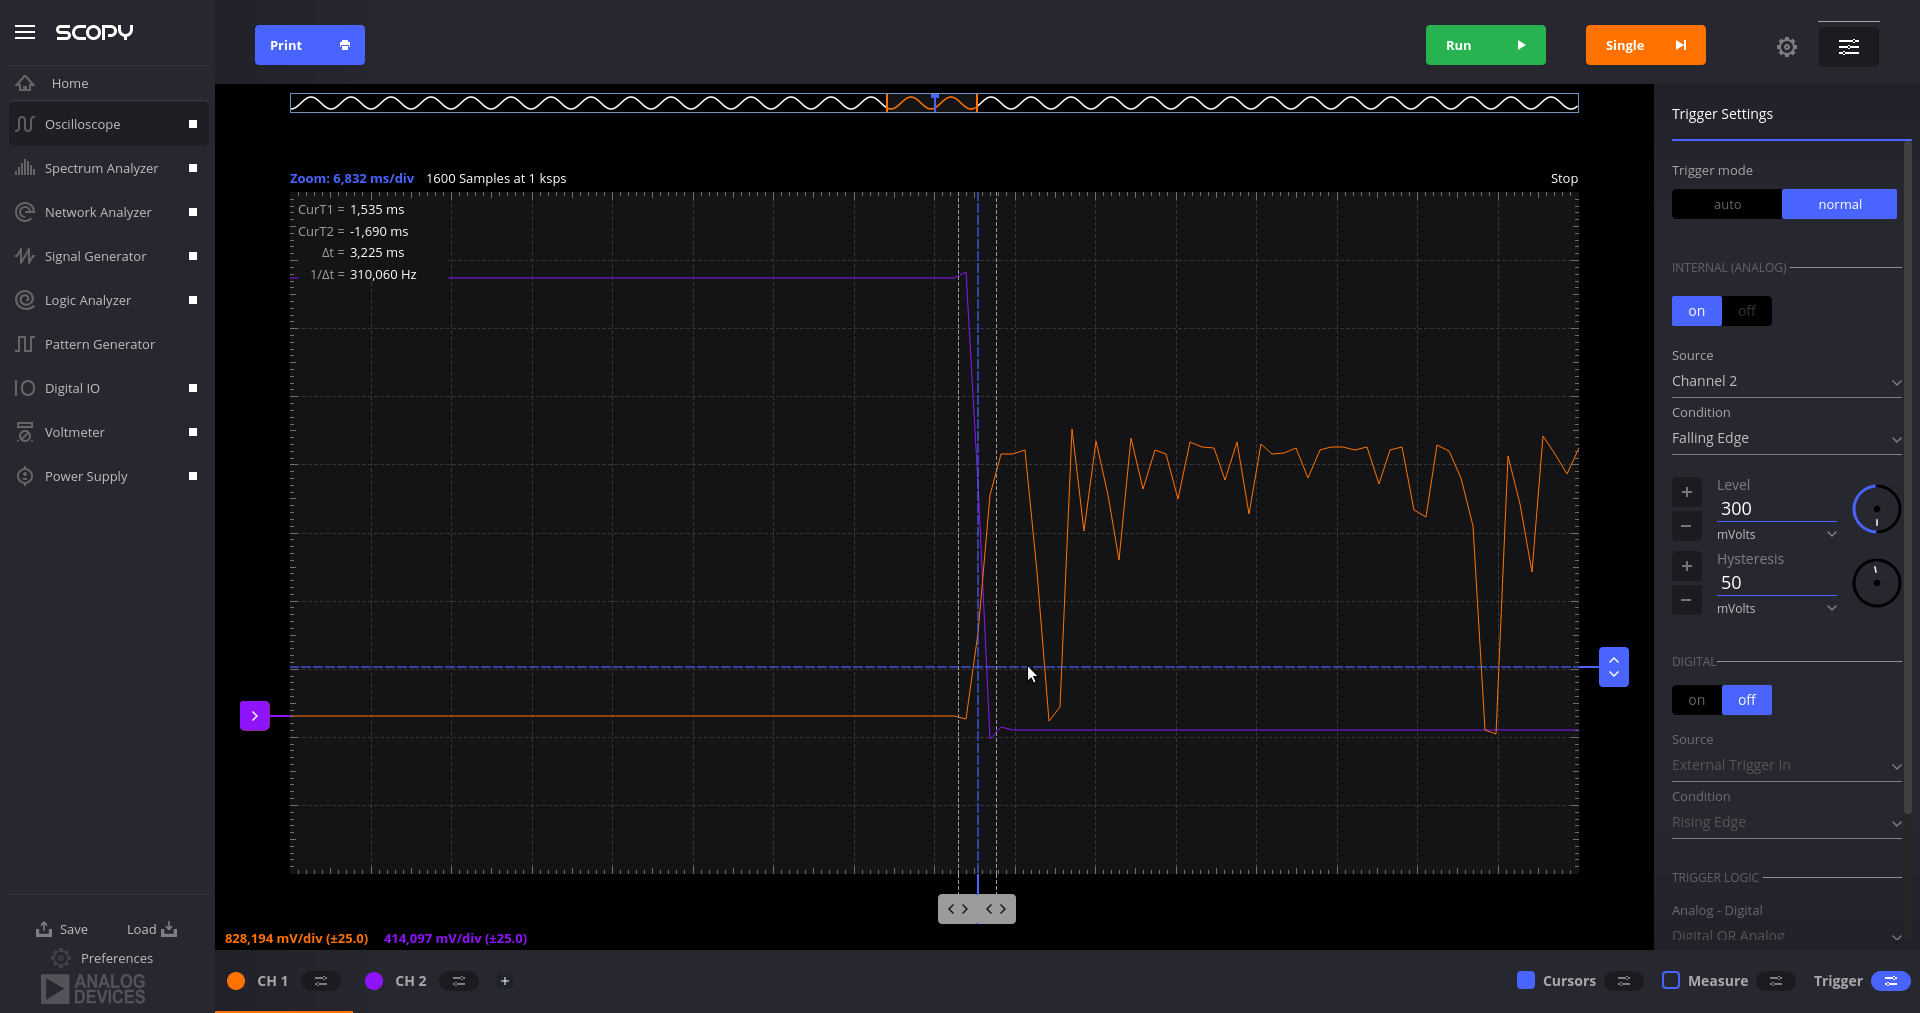 SCOPY
Print
Run
Single
Home
Oscilloscope
Spectrum Analyzer
Network Analyzer
Signal Generator
Logic Analyzer
Pattern Generator
Digital IO
Voltmeter
Power Supply
Save
Load
Preferences
ANALOG
DEVICES
Zoom: 6,832 ms/div 1600 Samples at 1 ksps
Stop
CurT1 = 1,535 ms
CurT2 = -1,690 ms
Δt = 3,225 ms
1/Δt = 310,060 Hz
828,194 mV/div (±25.0) 414,097 mV/div (±25.0)
CH 1
CH 2
+
Cursors
Measure
Trigger
Trigger Settings
Trigger mode
auto normal
INTERNAL (ANALOG)
on off
Source
Channel 2
Condition
Falling Edge
+
−
Level
300
mVolts
+
−
Hysteresis
50
mVolts
DIGITAL
on off
Source
External Trigger In
Condition
Rising Edge
TRIGGER LOGIC
Analog - Digital
Digital OR Analog